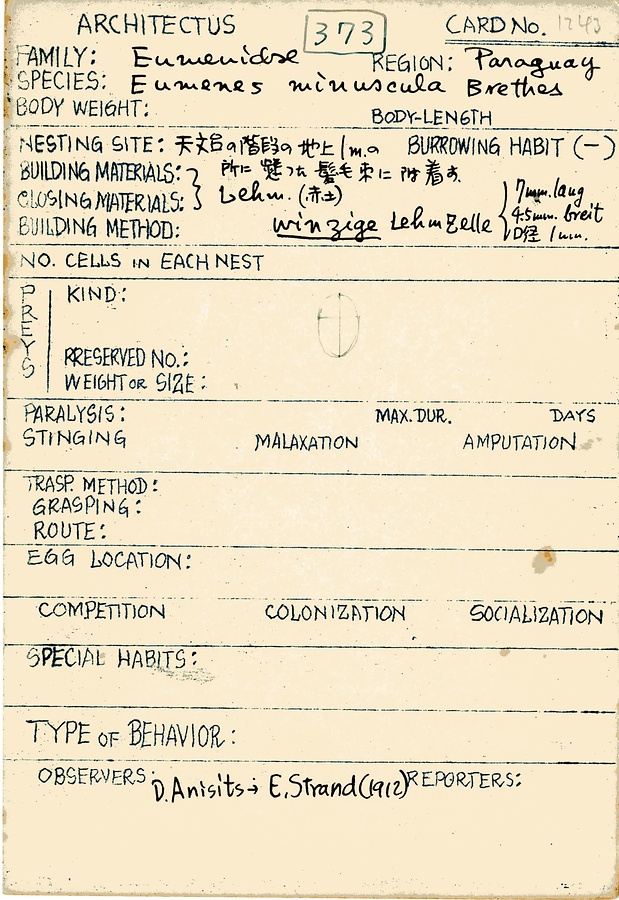 ARCHITECTUS 373 CARD No. 1243
FAMILY: Eumenidae REGION: Paraguay
SPECIES: Eumenes minuscula Brethes
BODY WEIGHT: BODY-LENGTH
NESTING SITE: 天文台の階段の地上1m.の BURROWING HABIT (-)
BUILDING MATERIALS: 所に 髪毛束に附着す
CLOSING MATERIALS: Lehm. (赤土)
BUILDING METHOD: winzige Lehmzelle
7mm. lang
4.5mm. breit
口径 1mm.
NO. CELLS IN EACH NEST
PREYS
KIND:
PRESERVED NO.:
WEIGHT OR SIZE:
PARALYSIS: MAX. DUR. DAYS
STINGING MALAXATION AMPUTATION
TRASP. METHOD:
GRASPING:
ROUTE:
EGG LOCATION:
COMPETITION COLONIZATION SOCIALIZATION
SPECIAL HABITS:
TYPE OF BEHAVIOR:
OBSERVERS: D. Anisits → E. Strand (1912) REPORTERS: